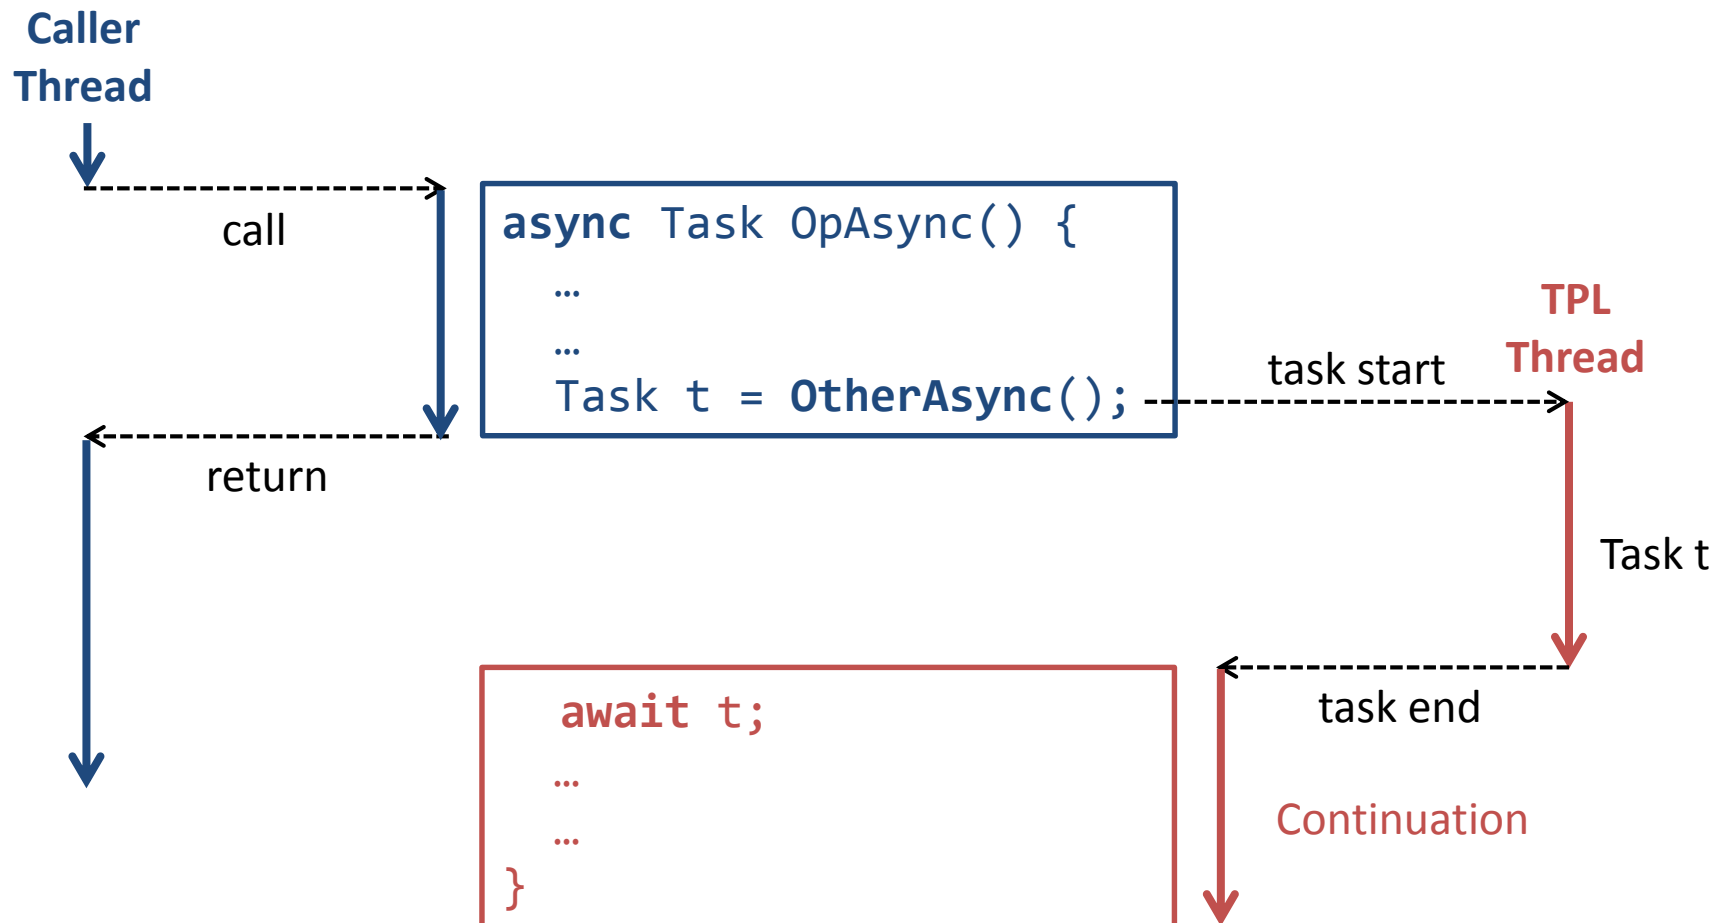 Caller
Thread
call
async Task OpAsync() {
…
…
Task t = OtherAsync();
TPL
Thread
task start
return
Task t
await t;
…
…
}
task end
Continuation